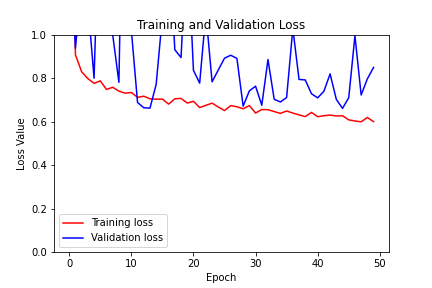 Training and Validation Loss
1.0
0.8
0.6
0.4
0.2
0.0
Loss Value
Training loss
Validation loss
0 10 20 30 40 50
Epoch